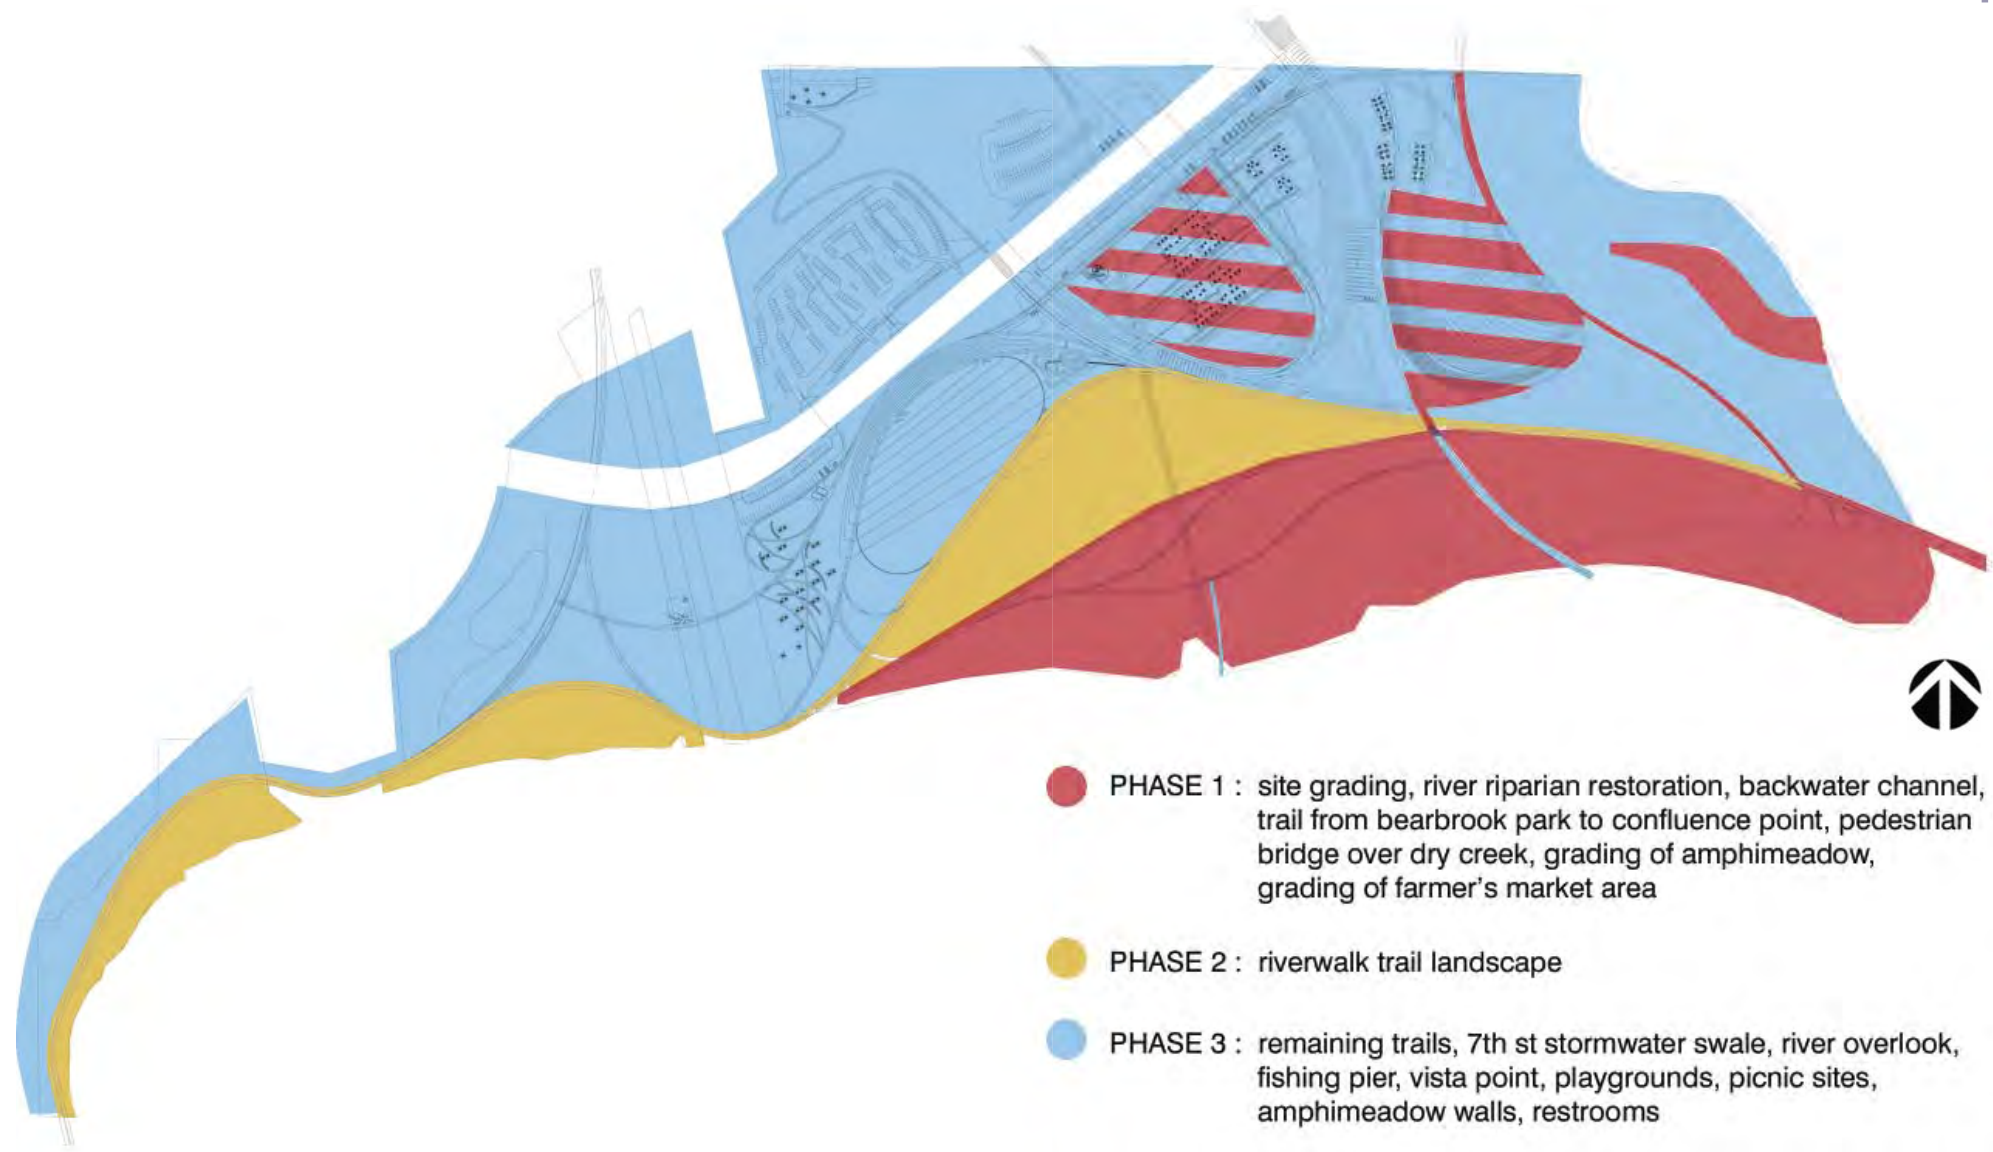 PHASE 1 : site grading, river riparian restoration, backwater channel,
trail from bearbrook park to confluence point, pedestrian
bridge over dry creek, grading of amphimeadow,
grading of farmer's market area
PHASE 2 : riverwalk trail landscape
PHASE 3 : remaining trails, 7th st stormwater swale, river overlook,
fishing pier, vista point, playgrounds, picnic sites,
amphimeadow walls, restrooms